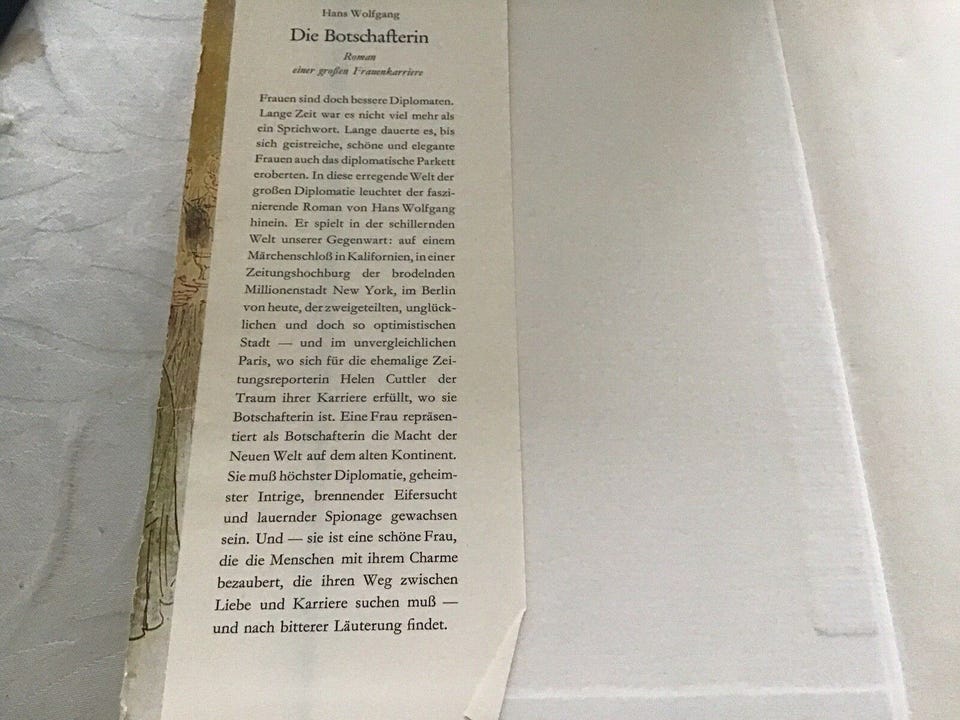 Hans Wolfgang
Die Botschafterin
Roman
einer großen Frauenkarriere
Frauen sind doch bessere Diplomaten.
Lange Zeit war es nicht viel mehr als
ein Sprichwort. Lange dauerte es, bis
sich geistreiche, schöne und elegante
Frauen auch das diplomatische Parkett
eroberten. In diese erregende Welt der
großen Diplomatie leuchtet der faszi-
nierende Roman von Hans Wolfgang
hinein. Er spielt in der schillernden
Welt unserer Gegenwart: auf einem
Märchenschloß in Kalifornien, in einer
Zeitungshochburg der brodelnden
Millionenstadt New York, im Berlin
von heute, der zweigeteilten, unglück-
lichen und doch so optimistischen
Stadt — und im unvergleichlichen
Paris, wo sich für die ehemalige Zei-
tungsreporterin Helen Cuttler der
Traum ihrer Karriere erfüllt, wo sie
Botschafterin ist. Eine Frau repräsen-
tiert als Botschafterin die Macht der
Neuen Welt auf dem alten Kontinent.
Sie muß höchster Diplomatie, geheim-
ster Intrige, brennender Eifersucht
und lauernder Spionage gewachsen
sein. Und — sie ist eine schöne Frau,
die die Menschen mit ihrem Charme
bezaubert, die ihren Weg zwischen
Liebe und Karriere suchen muß —
und nach bitterer Läuterung findet.